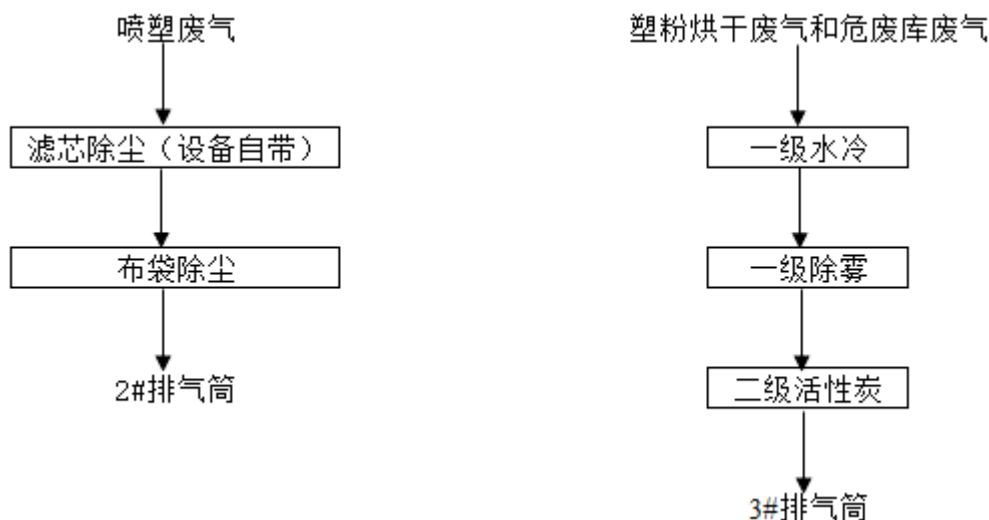 喷塑废气
滤芯除尘（设备自带）
布袋除尘
2#排气筒
塑粉烘干废气和危废库废气
一级水冷
一级除雾
二级活性炭
3#排气筒